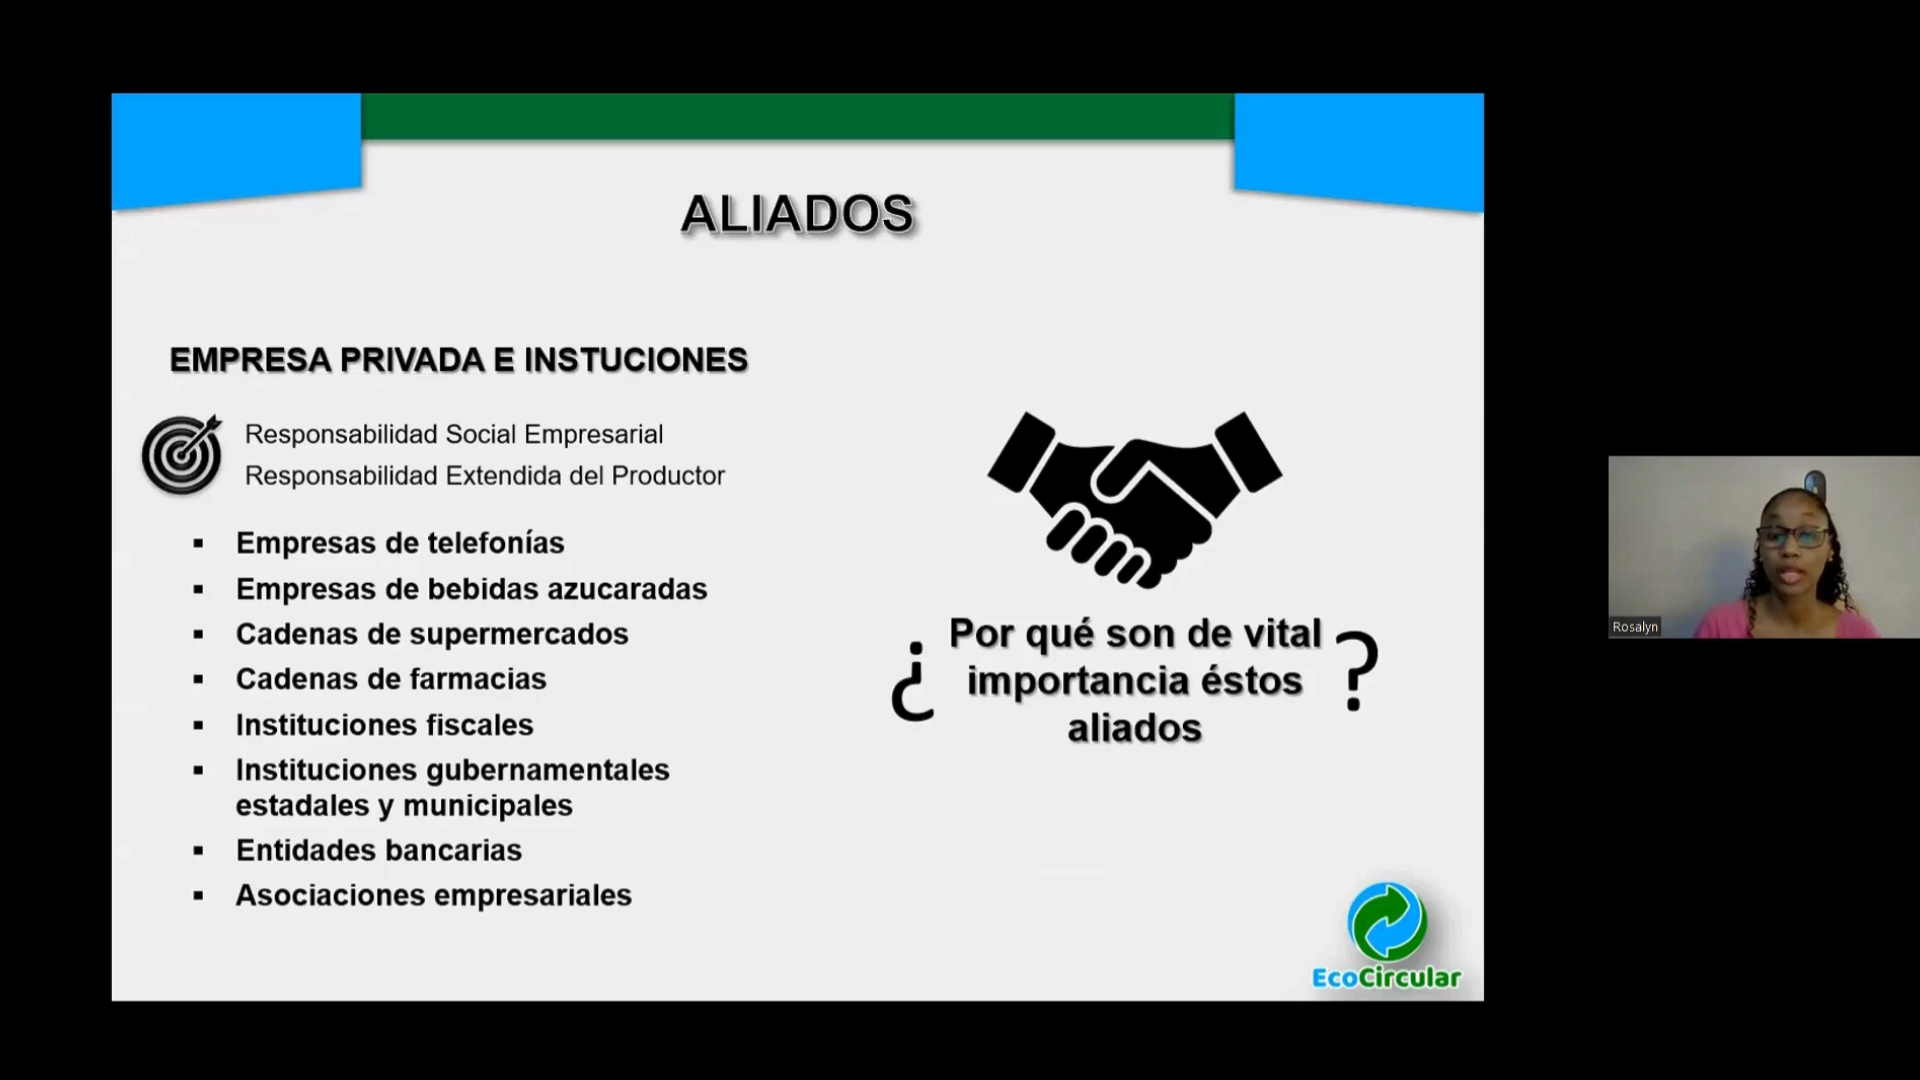 ALIADOS
EMPRESA PRIVADA E INSTUCIONES
Responsabilidad Social Empresarial
Responsabilidad Extendida del Productor
▪ Empresas de telefonías
▪ Empresas de bebidas azucaradas
▪ Cadenas de supermercados
▪ Cadenas de farmacias
▪ Instituciones fiscales
▪ Instituciones gubernamentales
estadales y municipales
▪ Entidades bancarias
▪ Asociaciones empresariales
¿Por qué son de vital
importancia éstos
aliados?
EcoCircular
Rosalyn